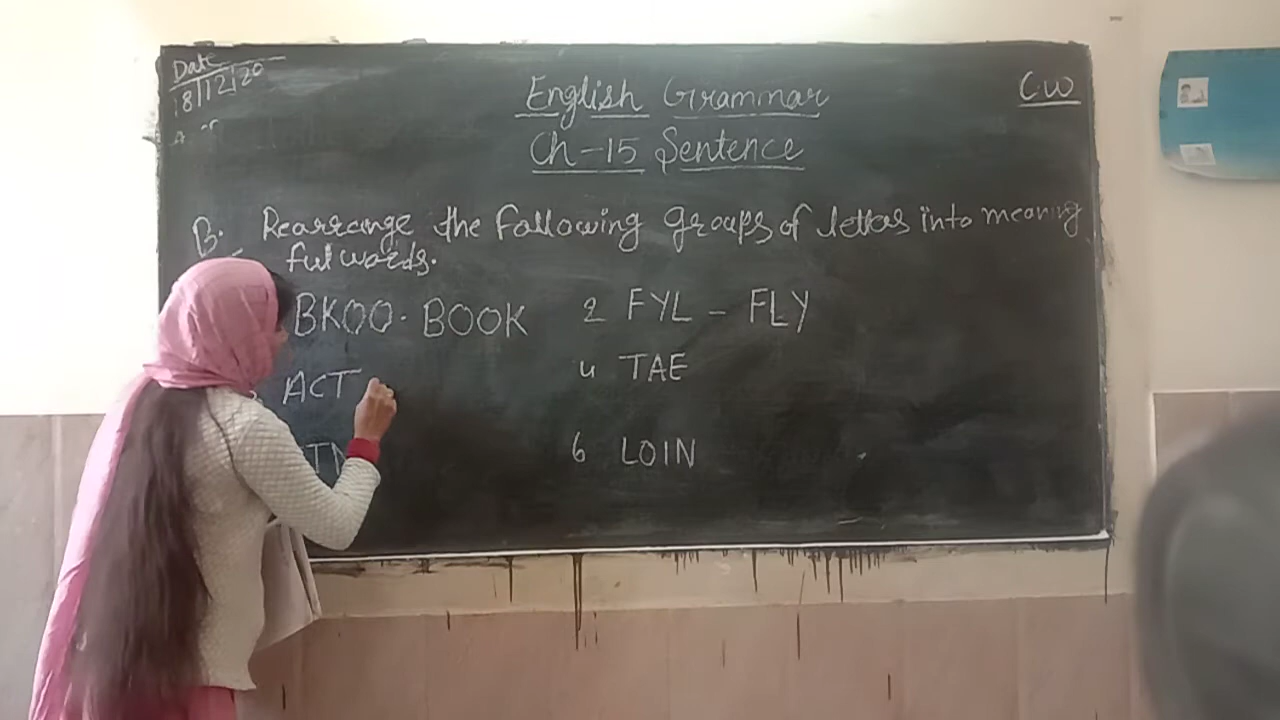 Date
18/12/20
English Grammar
CW
Ch-15 Sentence
B. Rearrange the following groups of letters into meaning
ful words.
BKOO. BOOK 2 FYL - FLY
ACT 4 TAE
6 LOIN